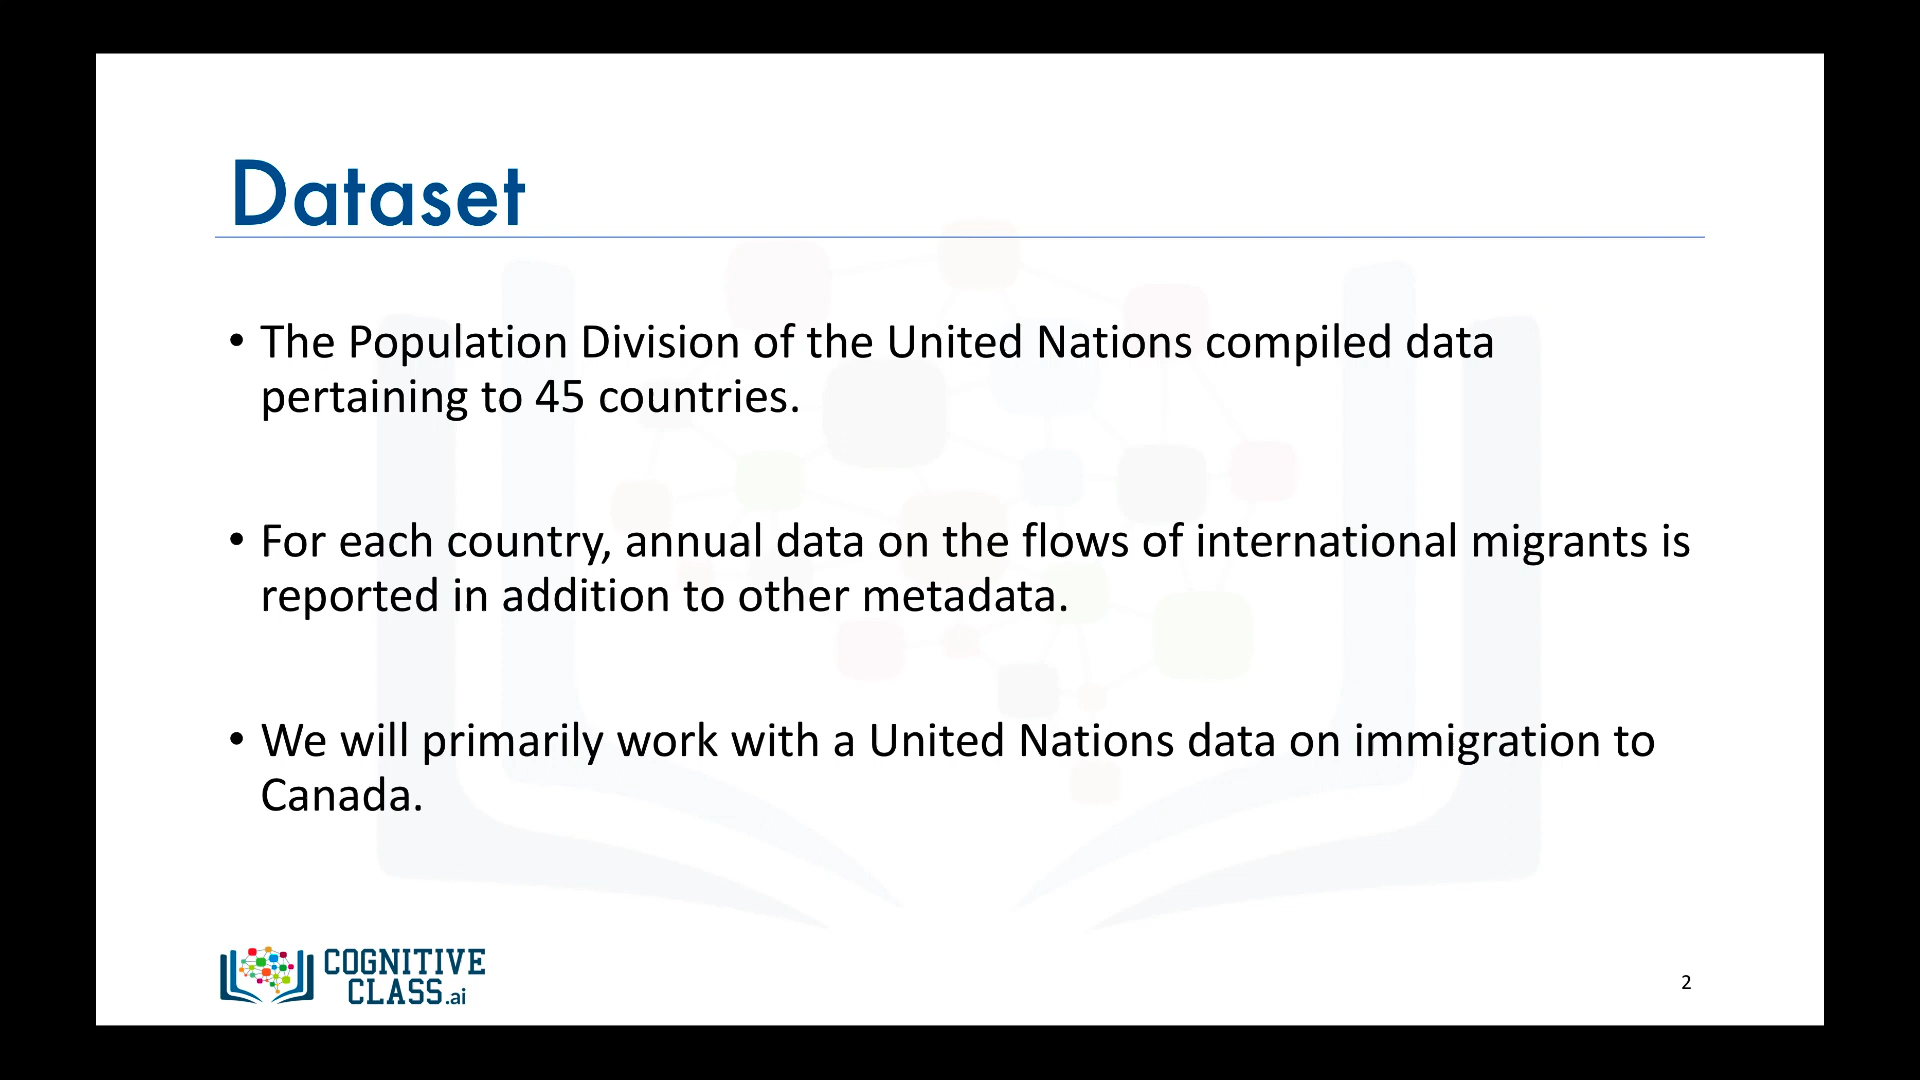 Dataset
• The Population Division of the United Nations compiled data
pertaining to 45 countries.
• For each country, annual data on the flows of international migrants is
reported in addition to other metadata.
• We will primarily work with a United Nations data on immigration to
Canada.
COGNITIVE
CLASS.ai
2